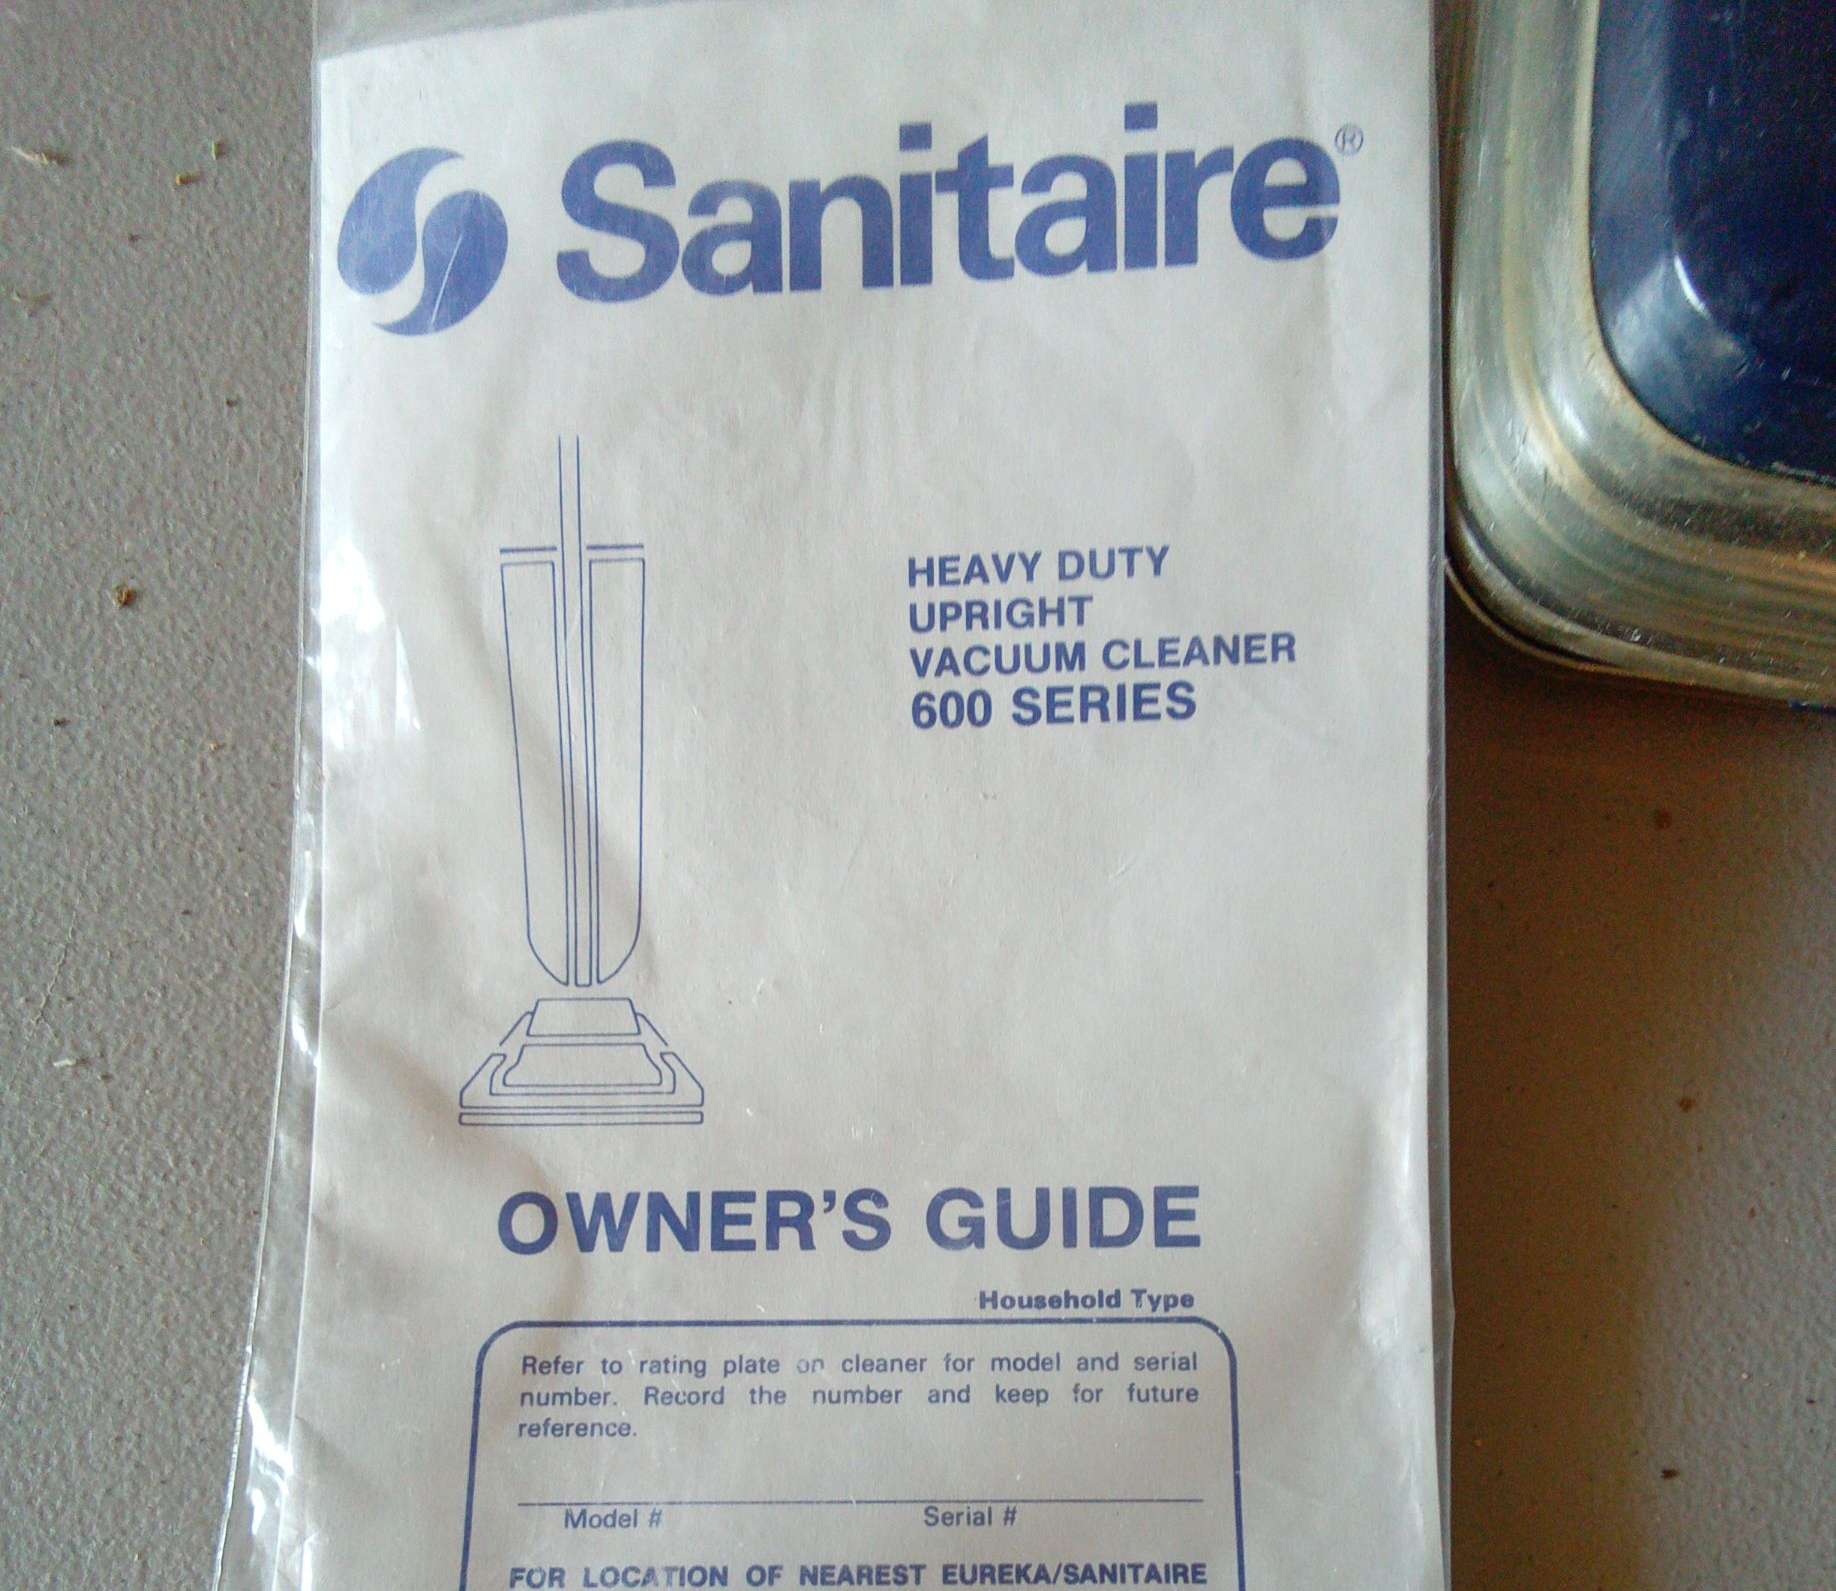 Sanitaire®
HEAVY DUTY
UPRIGHT
VACUUM CLEANER
600 SERIES
OWNER'S GUIDE
Household Type
Refer to rating plate on cleaner for model and serial
number. Record the number and keep for future
reference.
Model # Serial #
FOR LOCATION OF NEAREST EUREKA/SANITAIRE